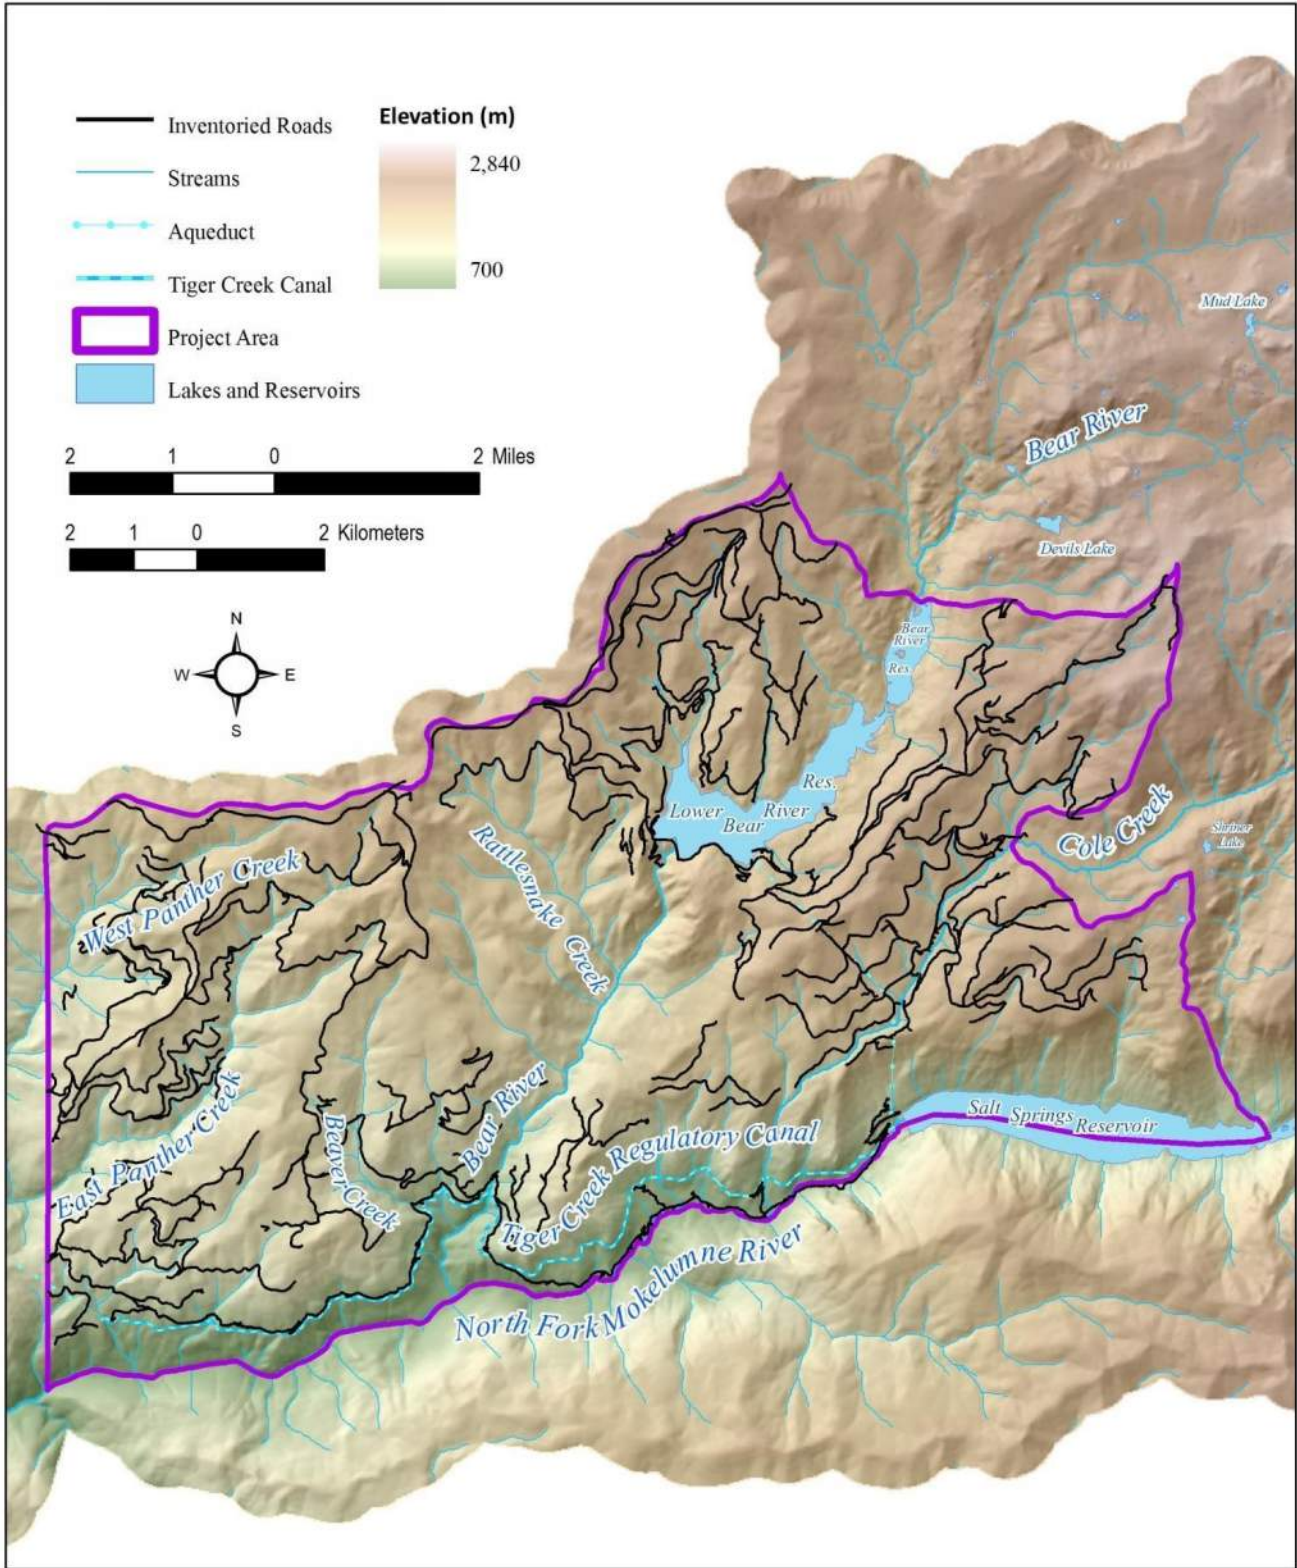 Inventoried Roads
Streams
Aqueduct
Tiger Creek Canal
Project Area
Lakes and Reservoirs
Elevation (m)
2,840
700
2 1 0 2 Miles
2 1 0 2 Kilometers
N
W E
S
Mud Lake
Bear River
Devils Lake
Bear
River
Res.
Lower Bear River Res.
Cole Creek
Shriner
Lake
Rattlesnake Creek
West Panther Creek
East Panther Creek
Beaver Creek
Bear River
Salt Springs Reservoir
Tiger Creek Regulatory Canal
North Fork Mokelumne River